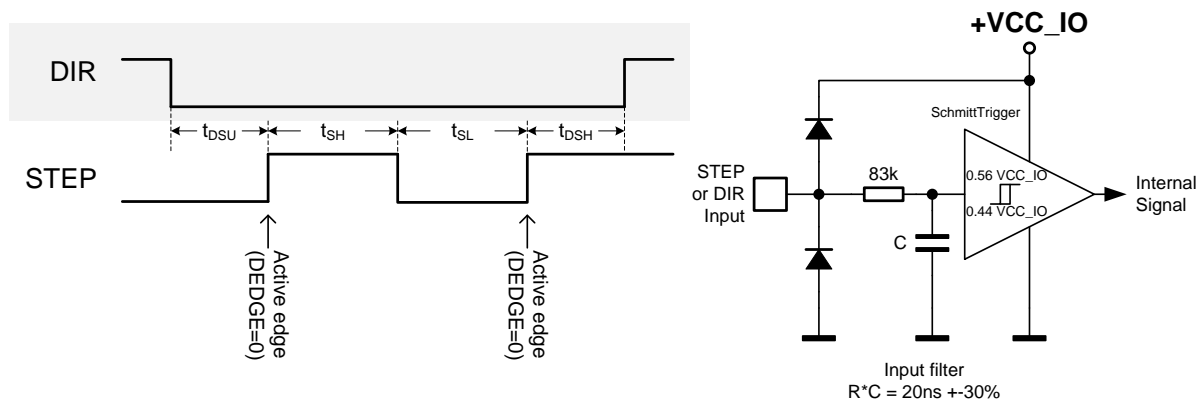 DIR
tDSU
tSH
tSL
tDSH
STEP
Active edge
(DEDGE=0)
Active edge
(DEDGE=0)
+VCC_IO
SchmittTrigger
83k
STEP
or DIR
Input
0.56 VCC_IO
0.44 VCC_IO
C
Internal
Signal
Input filter
R*C = 20ns +-30%